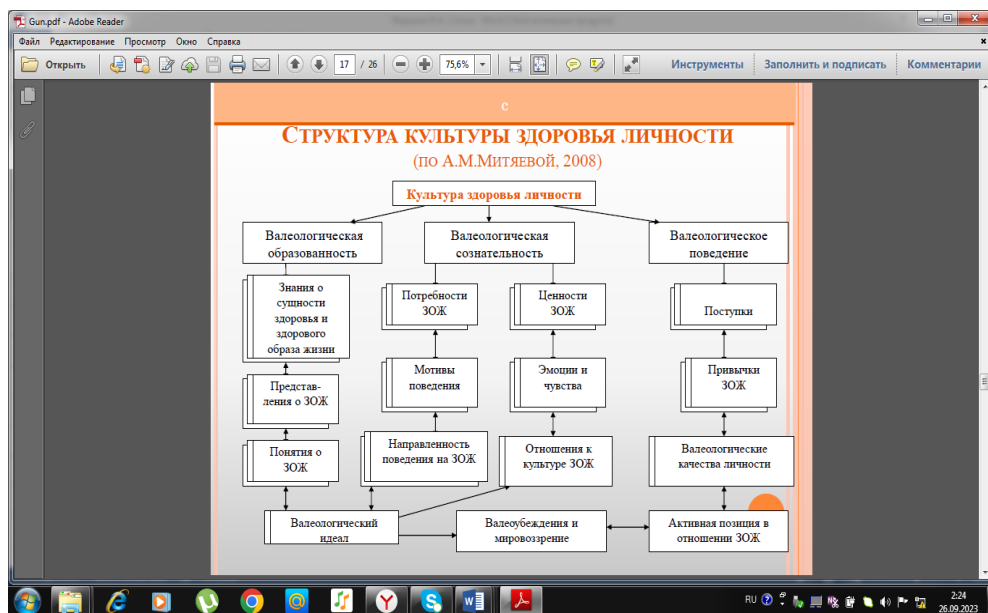 Gun.pdf - Adobe Reader
Файл Редактирование Просмотр Окно Справка
Открыть 17 / 26 75,6% Инструменты Заполнить и подписать Комментарии
с
Структура культуры здоровья личности
(по А.М.Митяевой, 2008)
Культура здоровья личности
Валеологическая
образованность
Валеологическая
сознательность
Валеологическое
поведение
Знания о
сущности
здоровья и
здорового
образа жизни
Потребности
ЗОЖ
Ценности
ЗОЖ
Поступки
Представ-
ления о ЗОЖ
Мотивы
поведения
Эмоции и
чувства
Привычки
ЗОЖ
Понятия о
ЗОЖ
Направленность
поведения на ЗОЖ
Отношения к
культуре ЗОЖ
Валеологические
качества личности
Валеологический
идеал
Валеоубеждения и
мировоззрение
Активная позиция в
отношении ЗОЖ
RU
2:24
26.09.2023